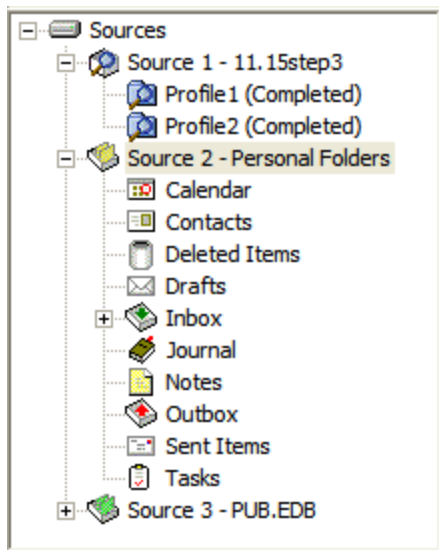 Sources
Source 1 - 11.15step3
Profile1 (Completed)
Profile2 (Completed)
Source 2 - Personal Folders
Calendar
Contacts
Deleted Items
Drafts
Inbox
Journal
Notes
Outbox
Sent Items
Tasks
Source 3 - PUB.EDB